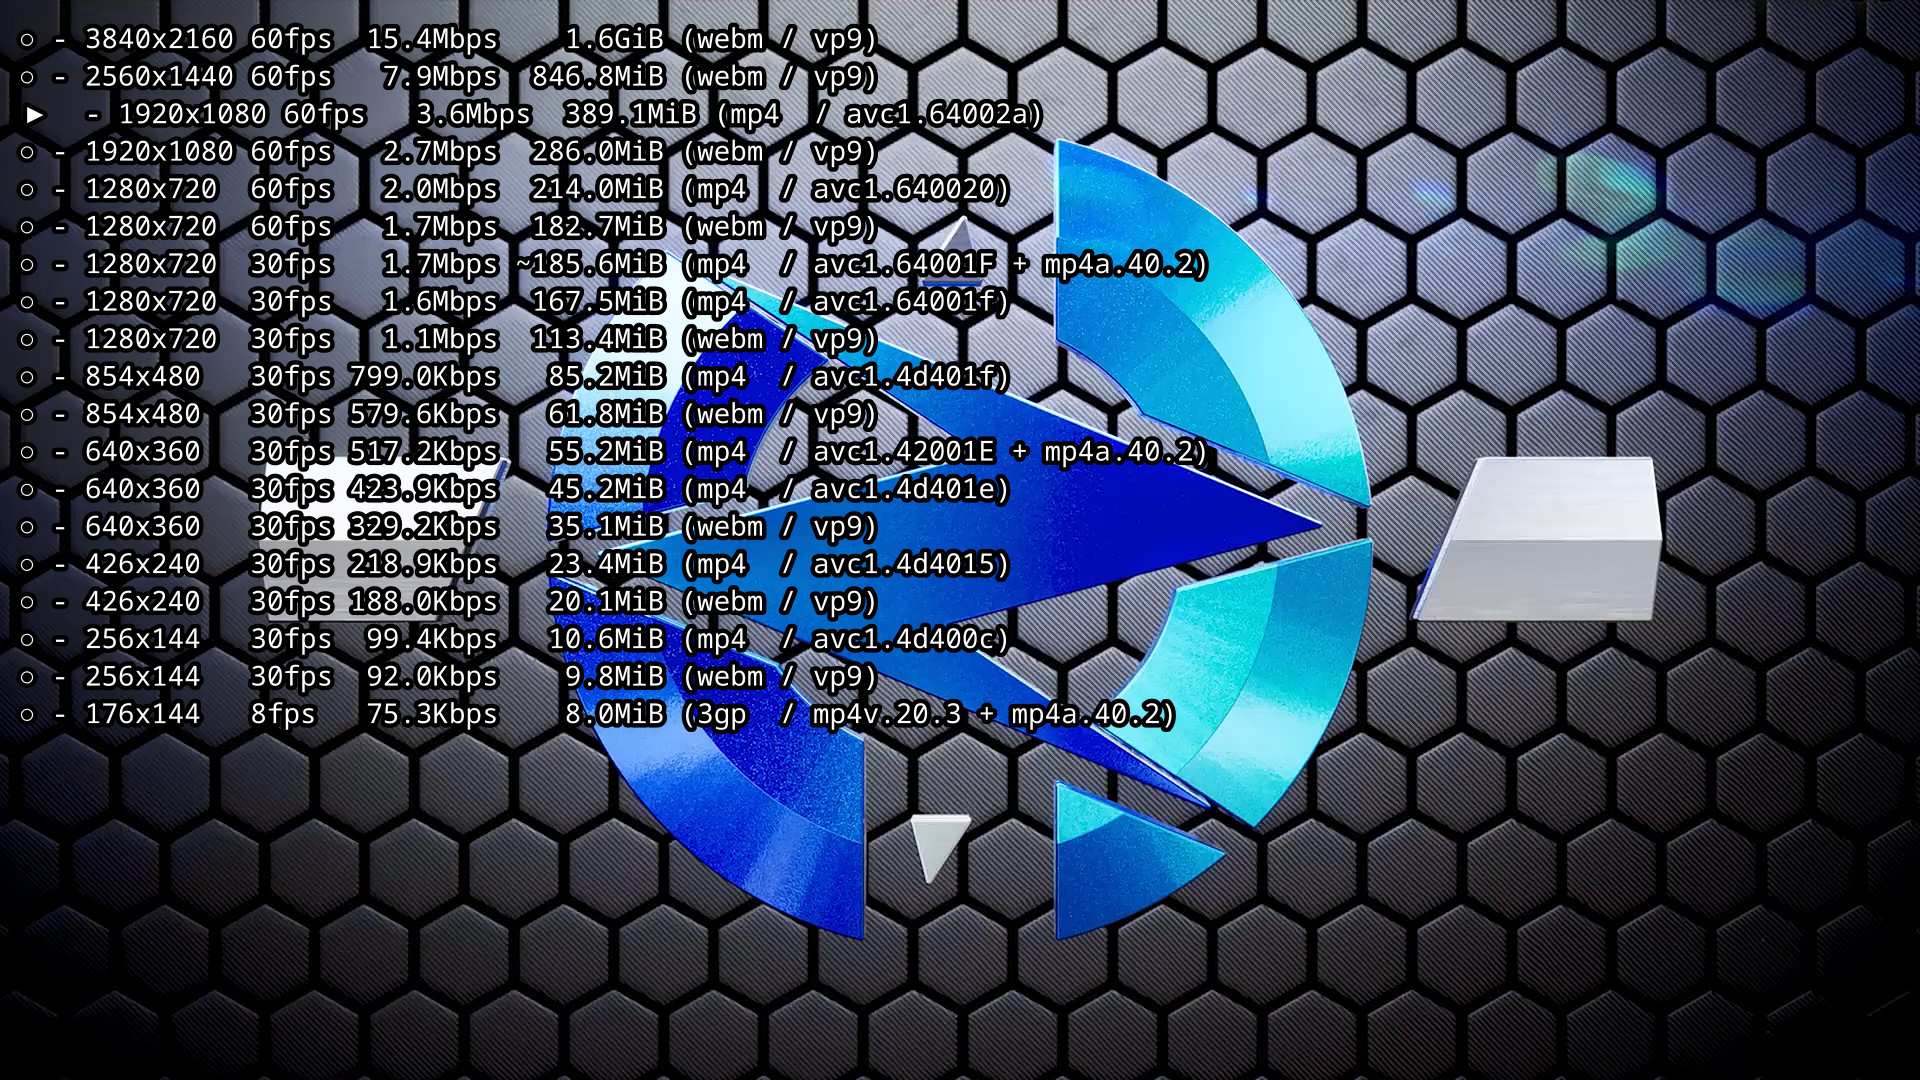 ○ - 3840x2160 60fps  15.4Mbps    1.6GiB (webm / vp9)
○ - 2560x1440 60fps   7.9Mbps  846.8MiB (webm / vp9)
▶  - 1920x1080 60fps   3.6Mbps  389.1MiB (mp4  / avc1.64002a)
○ - 1920x1080 60fps   2.7Mbps  286.0MiB (webm / vp9)
○ - 1280x720  60fps   2.0Mbps  214.0MiB (mp4  / avc1.640020)
○ - 1280x720  60fps   1.7Mbps  182.7MiB (webm / vp9)
○ - 1280x720  30fps   1.7Mbps ~185.6MiB (mp4  / avc1.64001F + mp4a.40.2)
○ - 1280x720  30fps   1.6Mbps  167.5MiB (mp4  / avc1.64001f)
○ - 1280x720  30fps   1.1Mbps  113.4MiB (webm / vp9)
○ - 854x480   30fps 799.0Kbps   85.2MiB (mp4  / avc1.4d401f)
○ - 854x480   30fps 579.6Kbps   61.8MiB (webm / vp9)
○ - 640x360   30fps 517.2Kbps   55.2MiB (mp4  / avc1.42001E + mp4a.40.2)
○ - 640x360   30fps 423.9Kbps   45.2MiB (mp4  / avc1.4d401e)
○ - 640x360   30fps 329.2Kbps   35.1MiB (webm / vp9)
○ - 426x240   30fps 218.9Kbps   23.4MiB (mp4  / avc1.4d4015)
○ - 426x240   30fps 188.0Kbps   20.1MiB (webm / vp9)
○ - 256x144   30fps  99.4Kbps   10.6MiB (mp4  / avc1.4d400c)
○ - 256x144   30fps  92.0Kbps    9.8MiB (webm / vp9)
○ - 176x144   8fps   75.3Kbps    8.0MiB (3gp  / mp4v.20.3 + mp4a.40.2)